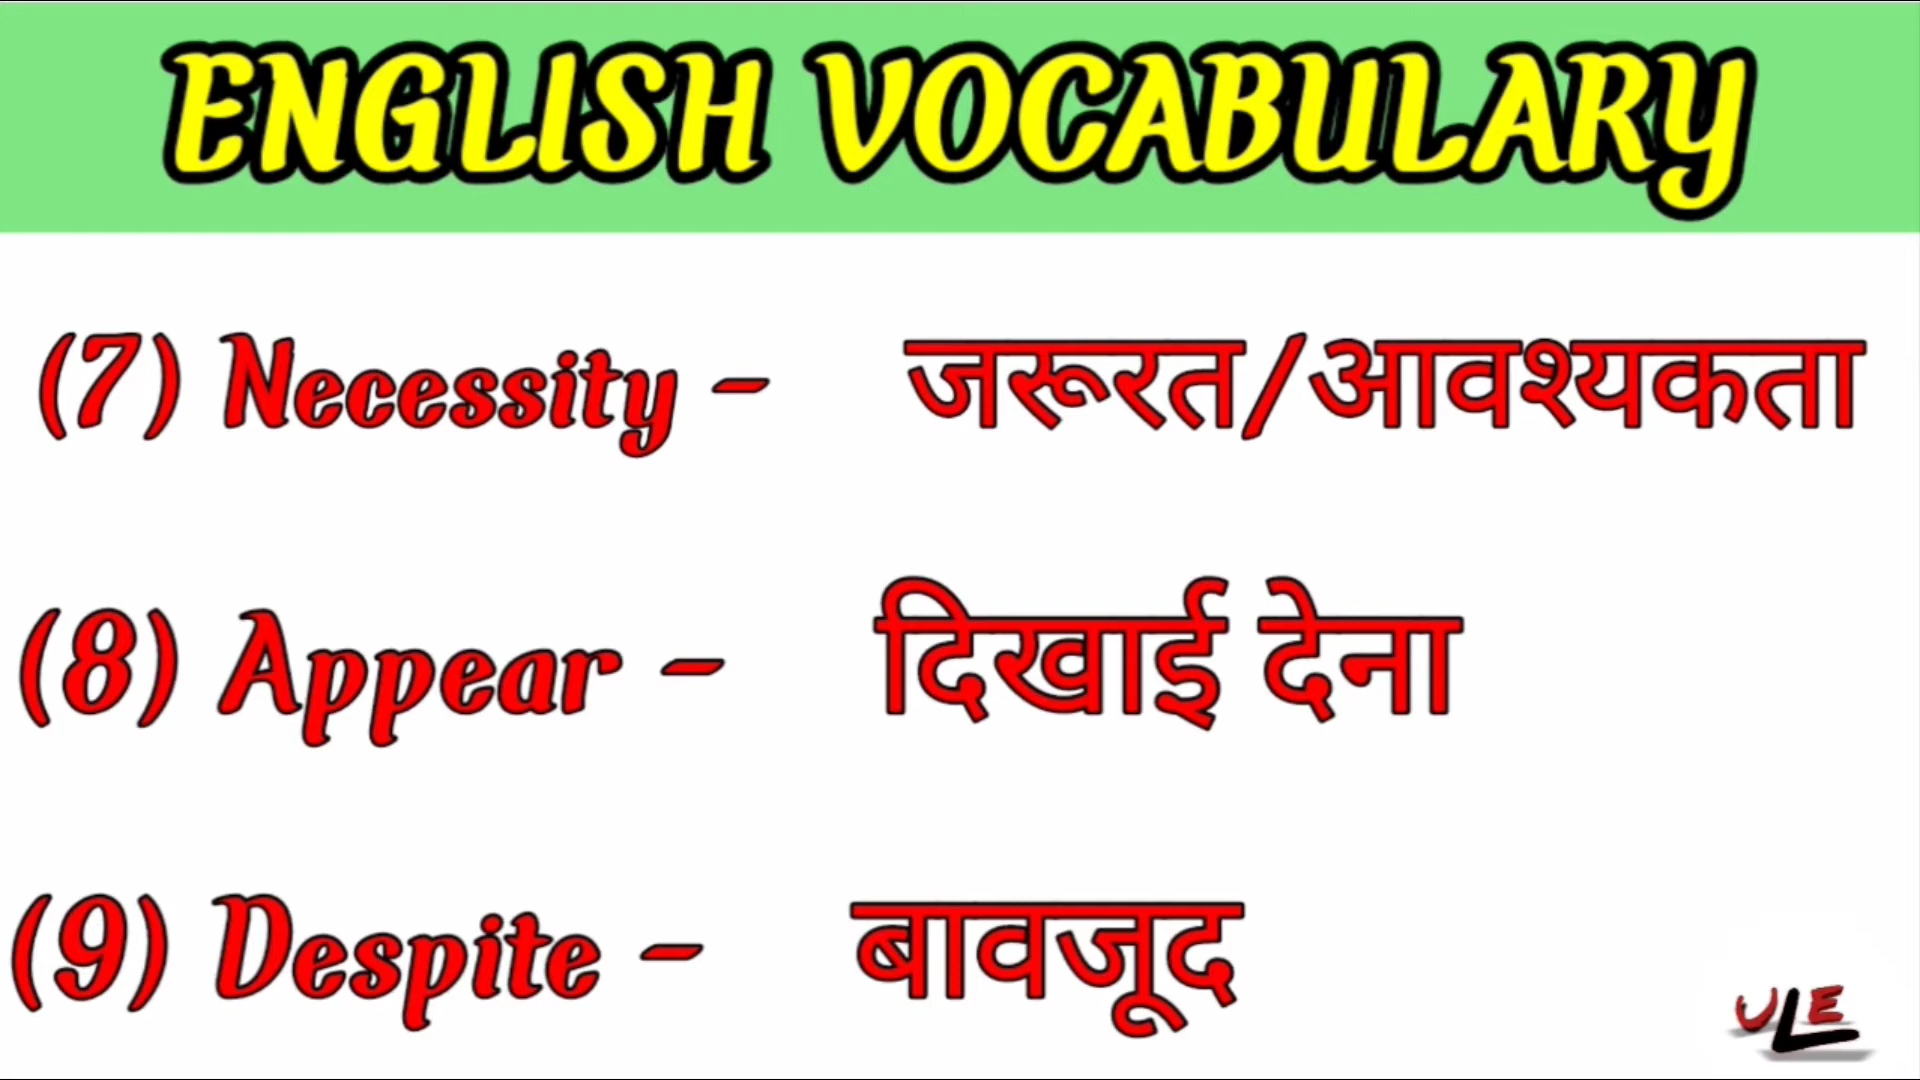 ENGLISH VOCABULARY
(7) Necessity - जरूरत/आवश्यकता
(8) Appear - दिखाई देना
(9) Despite - बावजूद
ULE